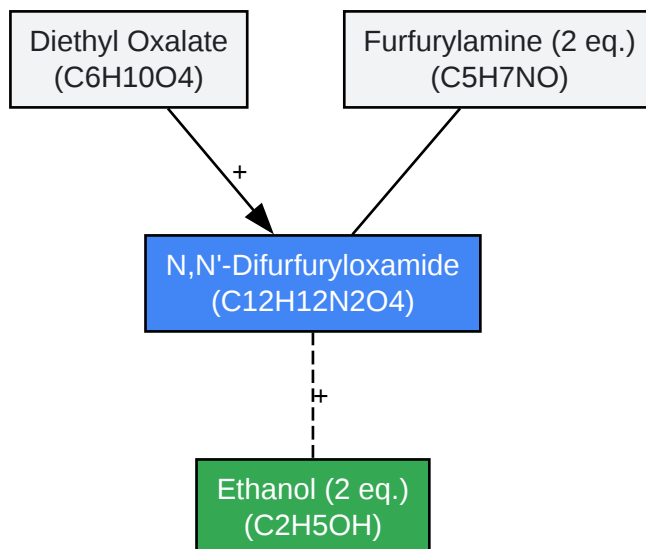 Diethyl Oxalate
(C6H10O4)
Furfurylamine (2 eq.)
(C5H7NO)
+
N,N'-Difurfuryloxamide
(C12H12N2O4)
+
Ethanol (2 eq.)
(C2H5OH)